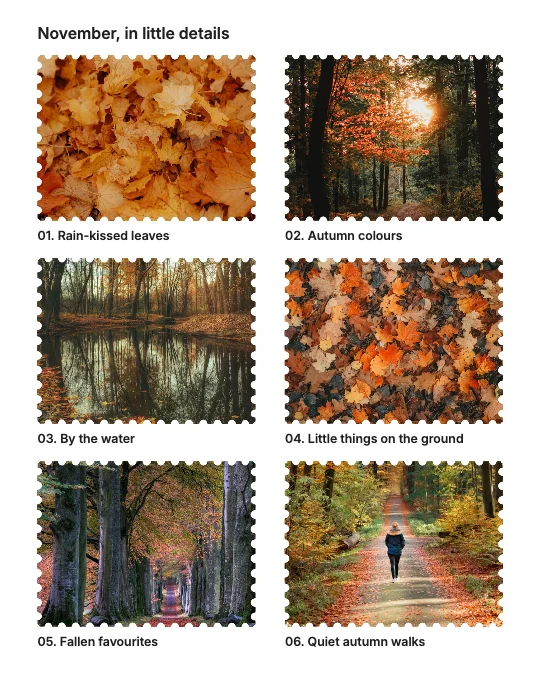 November, in little details
01. Rain-kissed leaves
02. Autumn colours
03. By the water
04. Little things on the ground
05. Fallen favourites
06. Quiet autumn walks